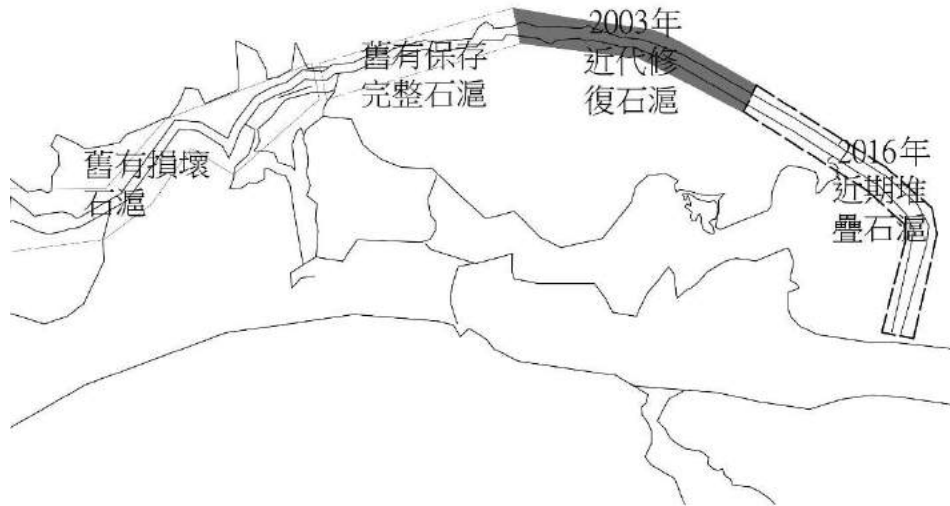 舊有損壞
石滬
舊有保存
完整石滬
2003年
近代修
復石滬
2016年
近期堆
疊石滬